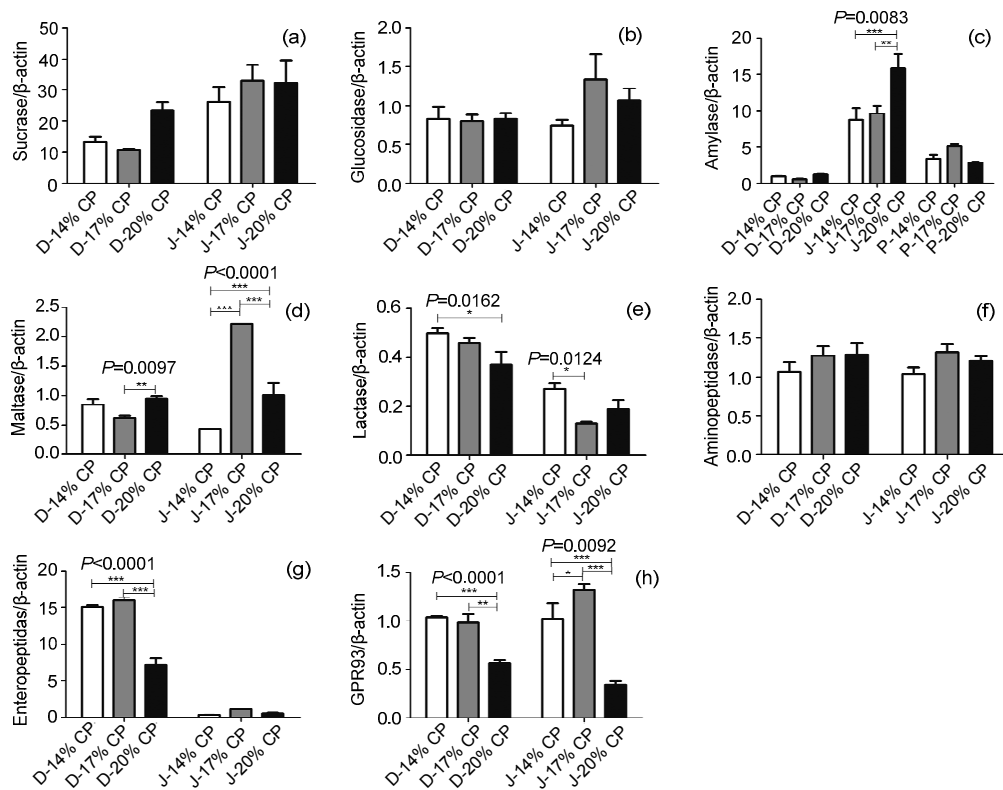 (a)
Sucrase/β-actin
50
40
30
20
10
0
D-14% CP
D-17% CP
D-20% CP
J-14% CP
J-17% CP
J-20% CP
(b)
Glucosidase/β-actin
2.0
1.5
1.0
0.5
0.0
D-14% CP
D-17% CP
D-20% CP
J-14% CP
J-17% CP
J-20% CP
(c)
P=0.0083
***
**
Amylase/β-actin
20
15
10
5
0
D-14% CP
D-17% CP
D-20% CP
J-14% CP
J-17% CP
J-20% CP
P-14% CP
P-17% CP
P-20% CP
(d)
P<0.0001
***
*** ***
P=0.0097
**
Maltase/β-actin
2.5
2.0
1.5
1.0
0.5
0.0
D-14% CP
D-17% CP
D-20% CP
J-14% CP
J-17% CP
J-20% CP
(e)
P=0.0162
*
P=0.0124
*
Lactase/β-actin
0.6
0.4
0.2
0.0
D-14% CP
D-17% CP
D-20% CP
J-14% CP
J-17% CP
J-20% CP
(f)
Aminopeptidase/β-actin
2.0
1.5
1.0
0.5
0.0
D-14% CP
D-17% CP
D-20% CP
J-14% CP
J-17% CP
J-20% CP
(g)
P<0.0001
***
***
Enteropeptidas/β-actin
20
15
10
5
0
D-14% CP
D-17% CP
D-20% CP
J-14% CP
J-17% CP
J-20% CP
(h)
P<0.0001
***
**
P=0.0092
***
* ***
GPR93/β-actin
1.5
1.0
0.5
0.0
D-14% CP
D-17% CP
D-20% CP
J-14% CP
J-17% CP
J-20% CP